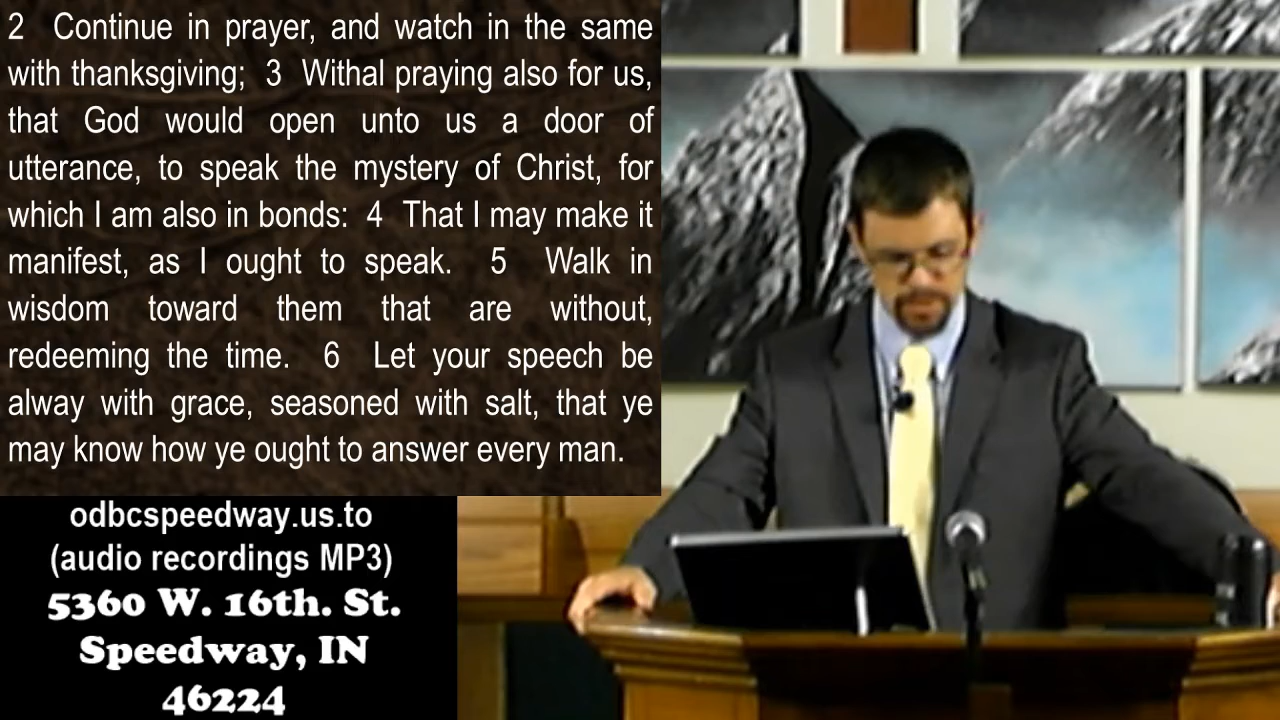 2 Continue in prayer, and watch in the same
with thanksgiving; 3 Withal praying also for us,
that God would open unto us a door of
utterance, to speak the mystery of Christ, for
which I am also in bonds: 4 That I may make it
manifest, as I ought to speak. 5 Walk in
wisdom toward them that are without,
redeeming the time. 6 Let your speech be
alway with grace, seasoned with salt, that ye
may know how ye ought to answer every man.
odbcspeedway.us.to
(audio recordings MP3)
5360 W. 16th. St.
Speedway, IN
46224